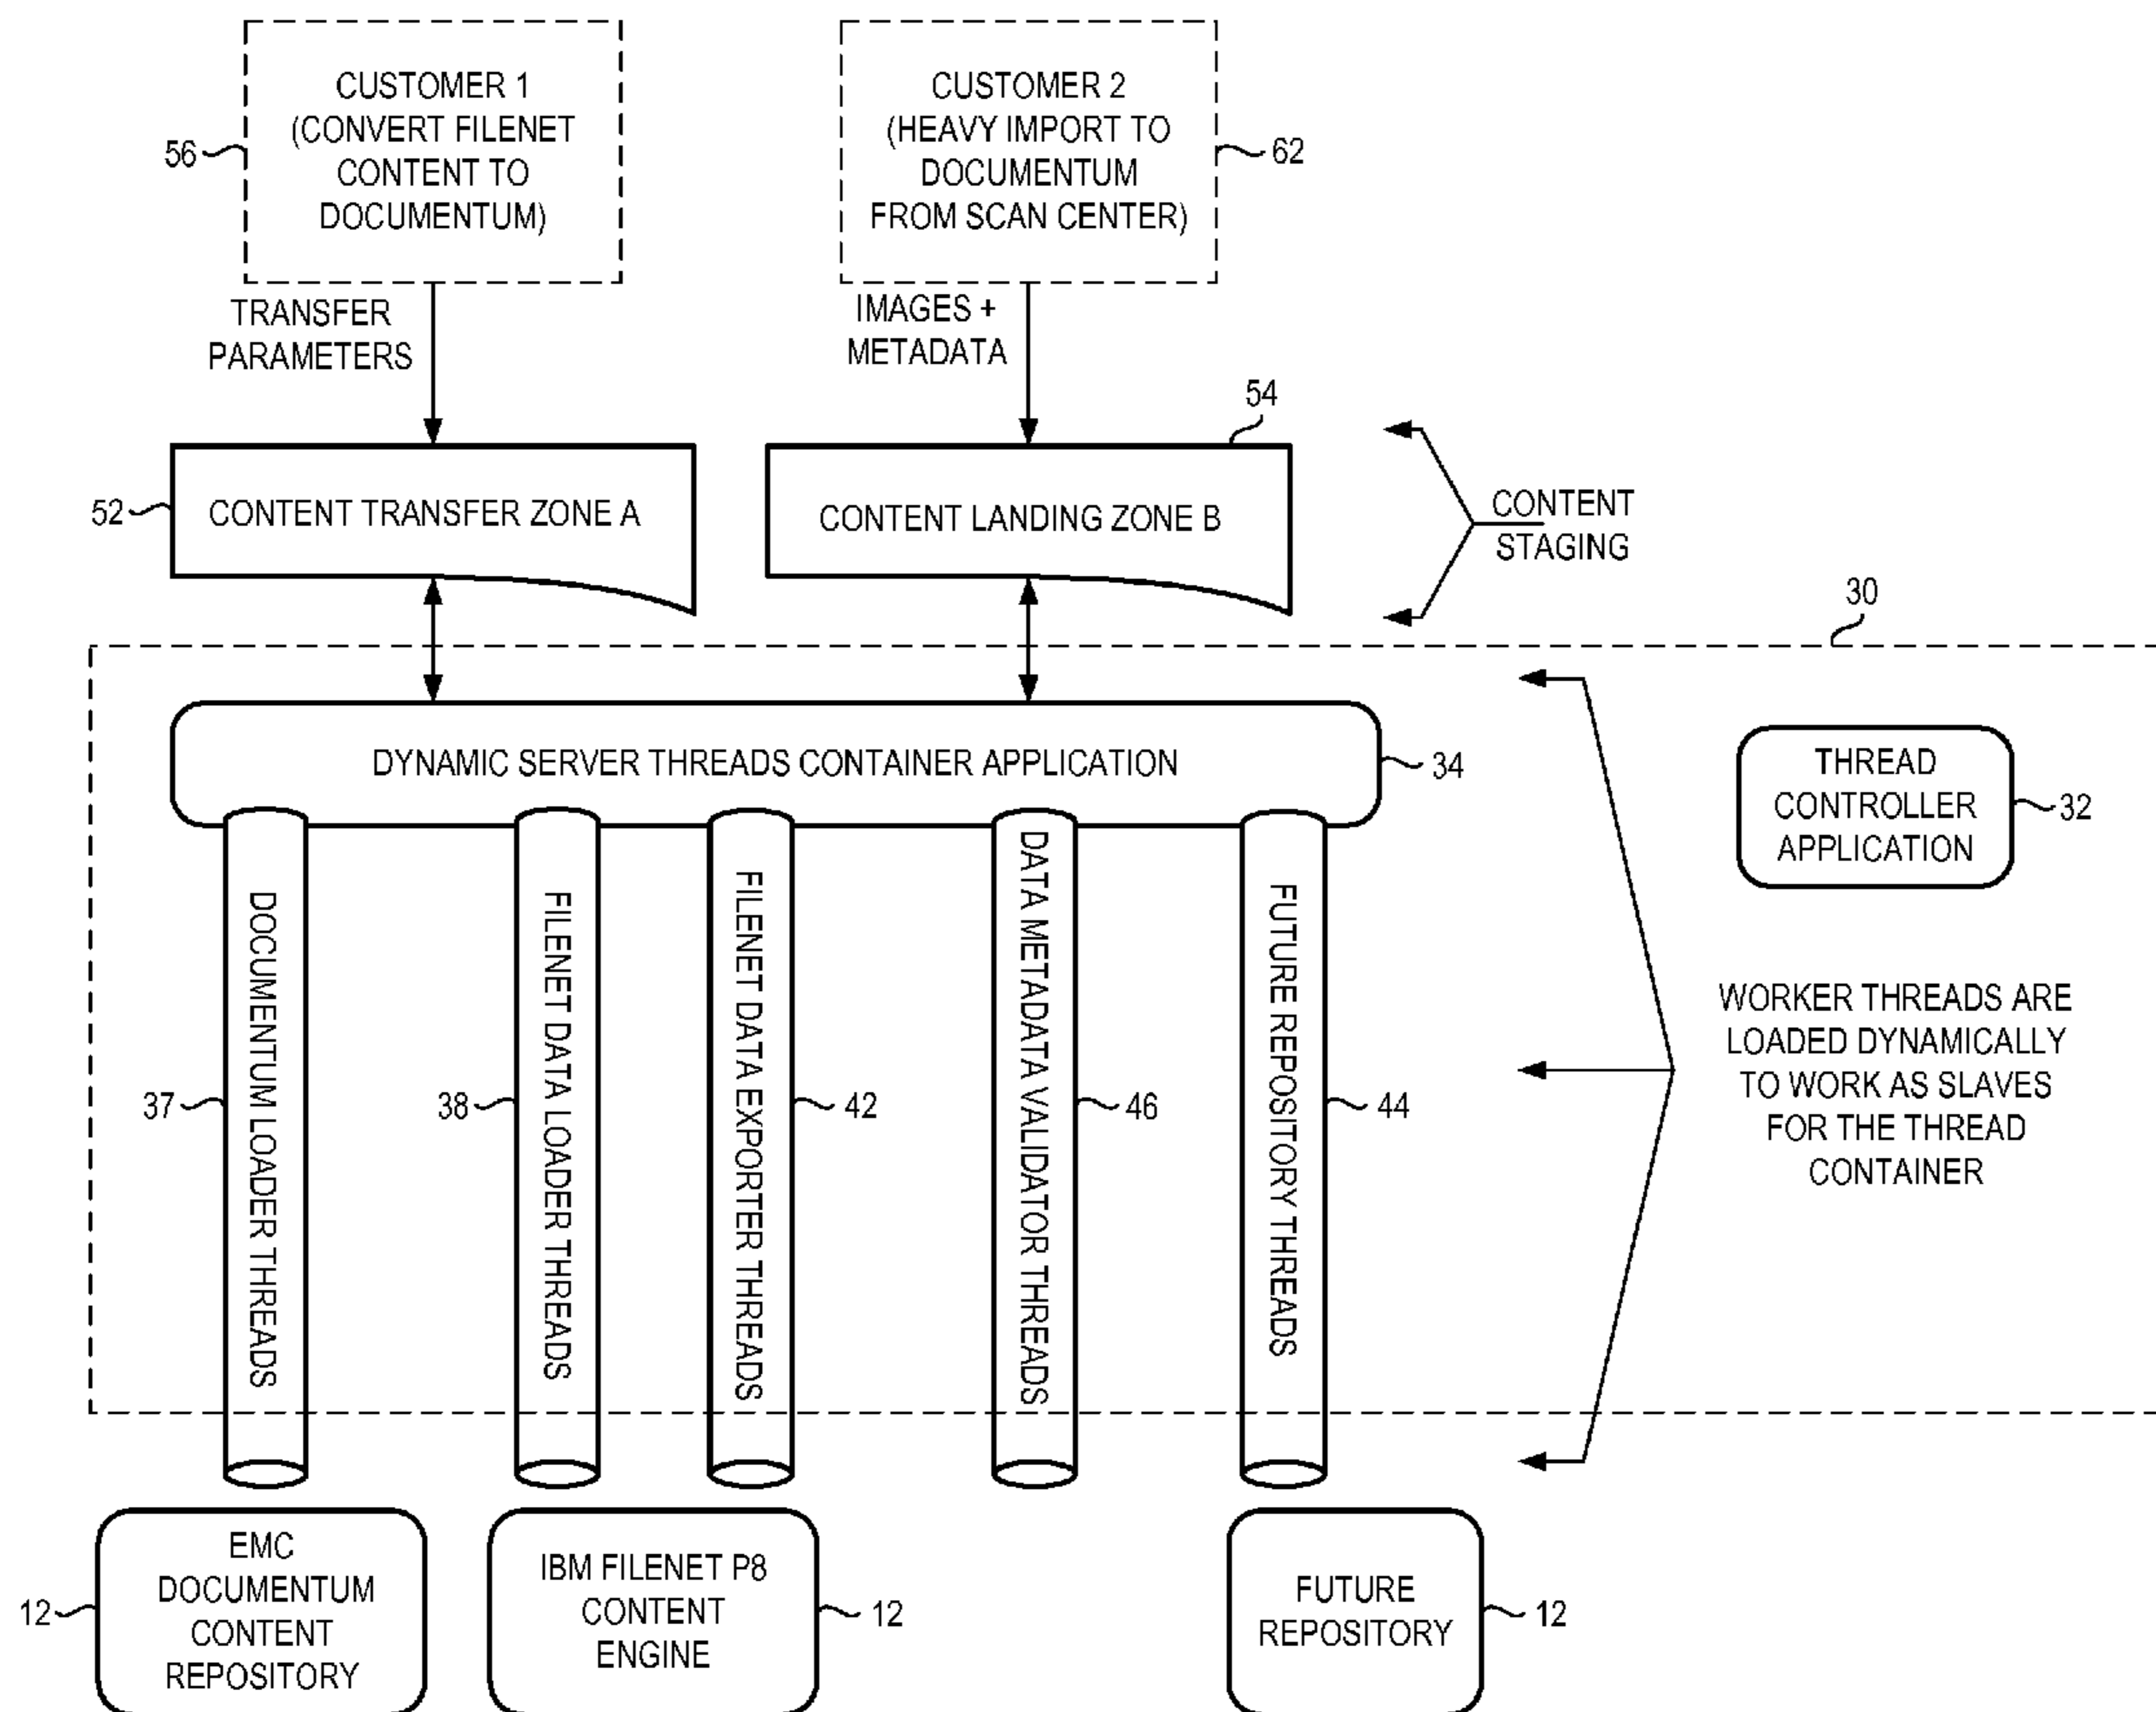 CUSTOMER 1
(CONVERT FILENET
CONTENT TO
DOCUMENTUM)
56
CUSTOMER 2
(HEAVY IMPORT TO
DOCUMENTUM
FROM SCAN CENTER)
62
TRANSFER
PARAMETERS
IMAGES +
METADATA
54
52
CONTENT TRANSFER ZONE A
CONTENT LANDING ZONE B
CONTENT
STAGING
30
DYNAMIC SERVER THREADS CONTAINER APPLICATION
34
THREAD
CONTROLLER
APPLICATION
32
DOCUMENTUM LOADER THREADS
FILENET DATA LOADER THREADS
FILENET DATA EXPORTER THREADS
DATA METADATA VALIDATOR THREADS
FUTURE REPOSITORY THREADS
37
38
42
46
44
WORKER THREADS ARE
LOADED DYNAMICALLY
TO WORK AS SLAVES
FOR THE THREAD
CONTAINER
12
EMC
DOCUMENTUM
CONTENT
REPOSITORY
IBM FILENET P8
CONTENT
ENGINE
12
FUTURE
REPOSITORY
12